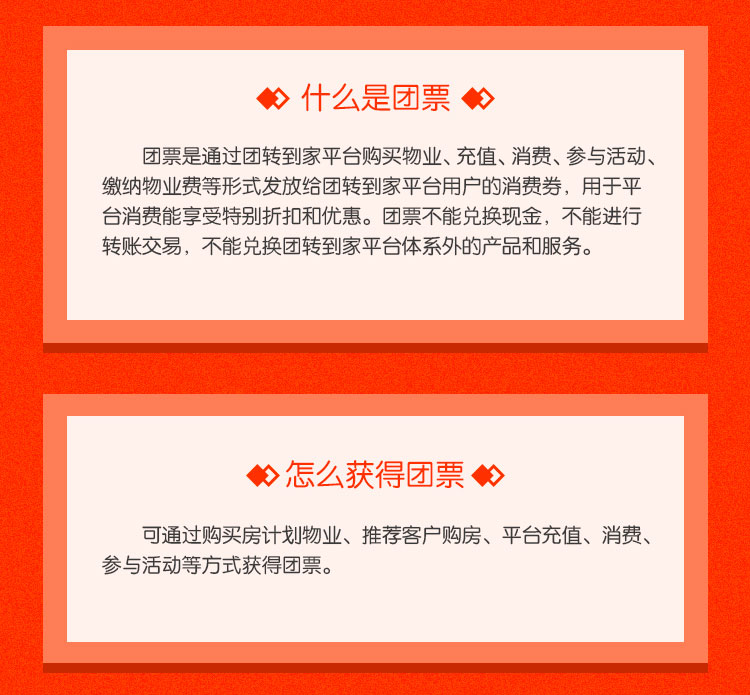 什么是团票
团票是通过团转到家平台购买物业、充值、消费、参与活动、
缴纳物业费等形式发放给团转到家平台用户的消费券，用于平
台消费能享受特别折扣和优惠。团票不能兑换现金，不能进行
转账交易，不能兑换团转到家平台体系外的产品和服务。
怎么获得团票
可通过购买房计划物业、推荐客户购房、平台充值、消费、
参与活动等方式获得团票。